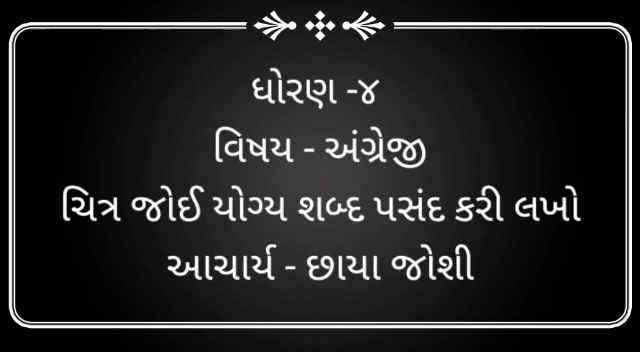 ધોરણ -૪
વિષય - અંગ્રેજી
ચિત્ર જોઈ યોગ્ય શબ્દ પસંદ કરી લખો
આચાર્ય - છાયા જોશી